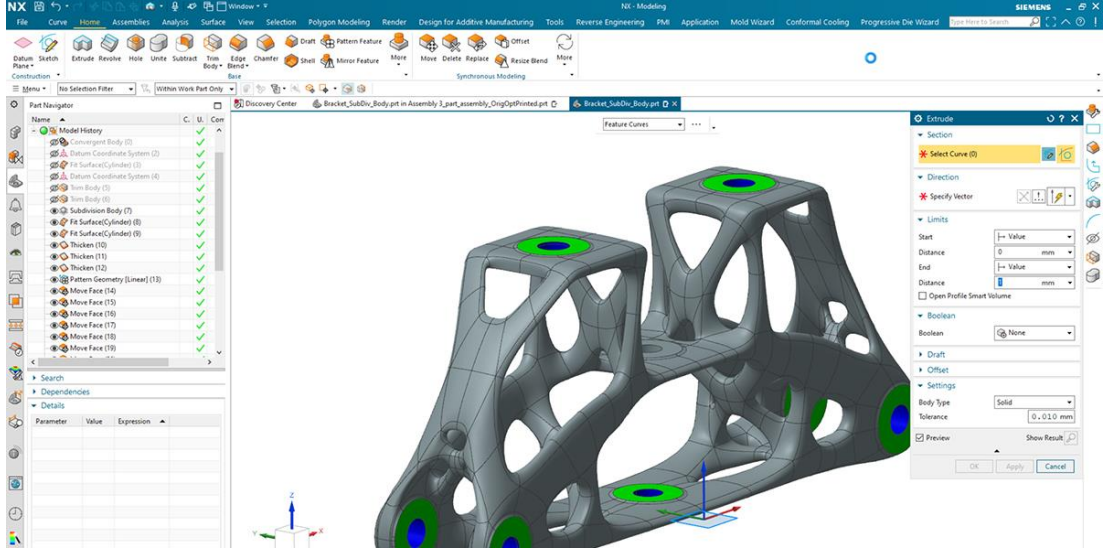 NX Window NX - Modeling SIEMENS
File Curve Home Assemblies Analysis Surface View Selection Polygon Modeling Render Design for Additive Manufacturing Tools Reverse Engineering PMI Application Mold Wizard Conformal Cooling Progressive Die Wizard Type Here to Search
Draft Pattern Feature Offset
Shell Mirror Feature Resize Blend
Datum Plane Sketch Extrude Revolve Hole Unite Subtract Trim Body Edge Blend Chamfer More Move Delete Replace More
Construction Base Synchronous Modeling
Menu No Selection Filter Within Work Part Only
Part Navigator Discovery Center Bracket_SubDiv_Body.prt in Assembly 3_part_assembly_OrigOptPrinted.prt Bracket_SubDiv_Body.prt
Name C. U. Com
Model History
Convergent Body (0)
Datum Coordinate System (2)
Fit Surface(Cylinder) (3)
Datum Coordinate System (4)
Trim Body (5)
Trim Body (6)
Subdivision Body (7)
Fit Surface(Cylinder) (8)
Fit Surface(Cylinder) (9)
Thicken (10)
Thicken (11)
Thicken (12)
Pattern Geometry [Linear] (13)
Move Face (14)
Move Face (15)
Move Face (16)
Move Face (17)
Move Face (18)
Move Face (19)
Search
Dependencies
Details
Parameter Value Expression
Feature Curves
Z
Y X
Extrude
Section
Select Curve (0)
Direction
Specify Vector
Limits
Start Value
Distance 0 mm
End Value
Distance mm
Open Profile Smart Volume
Boolean
Boolean None
Draft
Offset
Settings
Body Type Solid
Tolerance 0.010 mm
Preview Show Result
OK Apply Cancel